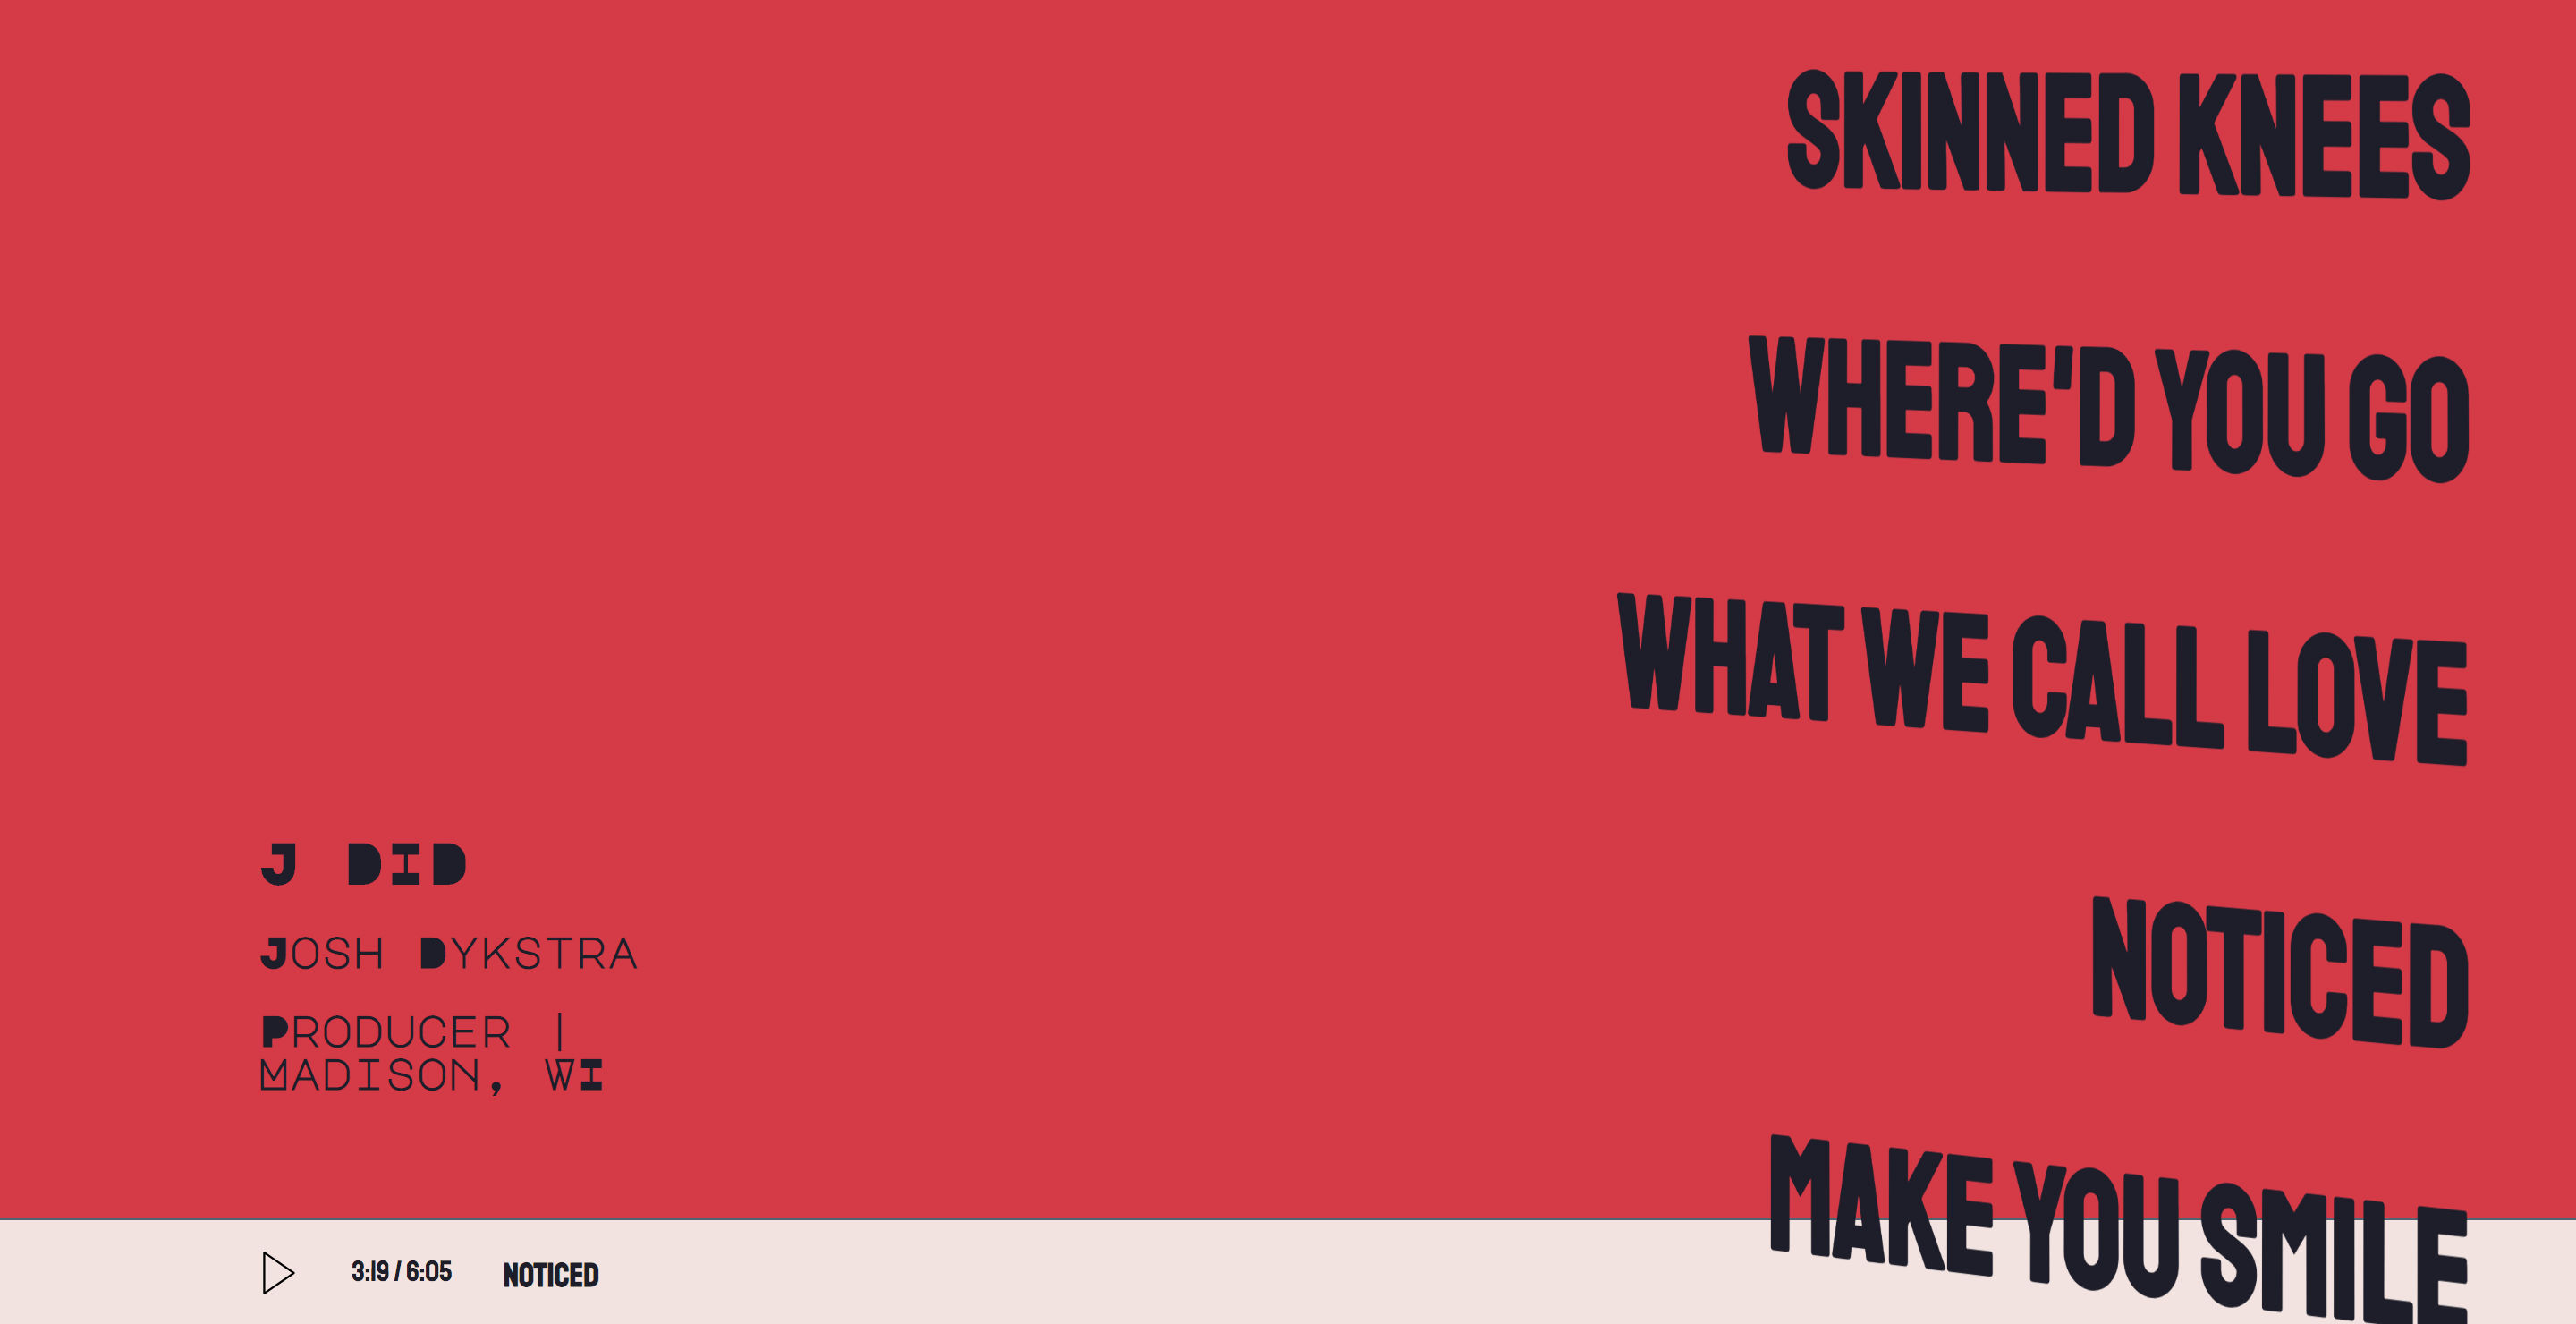 SKINNED KNEES
WHERE'D YOU GO
WHAT WE CALL LOVE
NOTICED
MAKE YOU SMILE
J DID
JOSH DYKSTRA
PRODUCER |
MADISON, WI
3:19 / 6:05 NOTICED